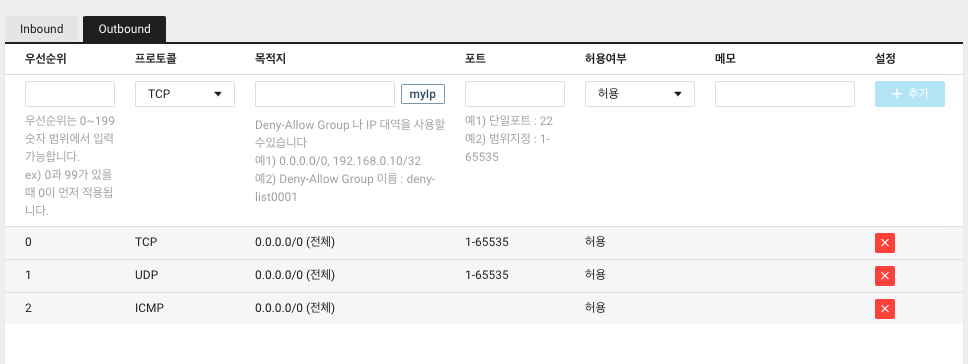 Inbound Outbound
우선순위 프로토콜 목적지 포트 허용여부 메모 설정
TCP myIp 허용 + 추가
우선순위는 0~199
숫자 범위에서 입력
가능합니다.
ex) 0과 99가 있을
때 0이 먼저 적용됩
니다.
Deny-Allow Group 나 IP 대역을 사용할
수있습니다
예1) 0.0.0.0/0, 192.168.0.10/32
예2) Deny-Allow Group 이름 : deny-
list0001
예1) 단일포트 : 22
예2) 범위지정 : 1-
65535
0 TCP 0.0.0.0/0 (전체) 1-65535 허용
1 UDP 0.0.0.0/0 (전체) 1-65535 허용
2 ICMP 0.0.0.0/0 (전체) 허용